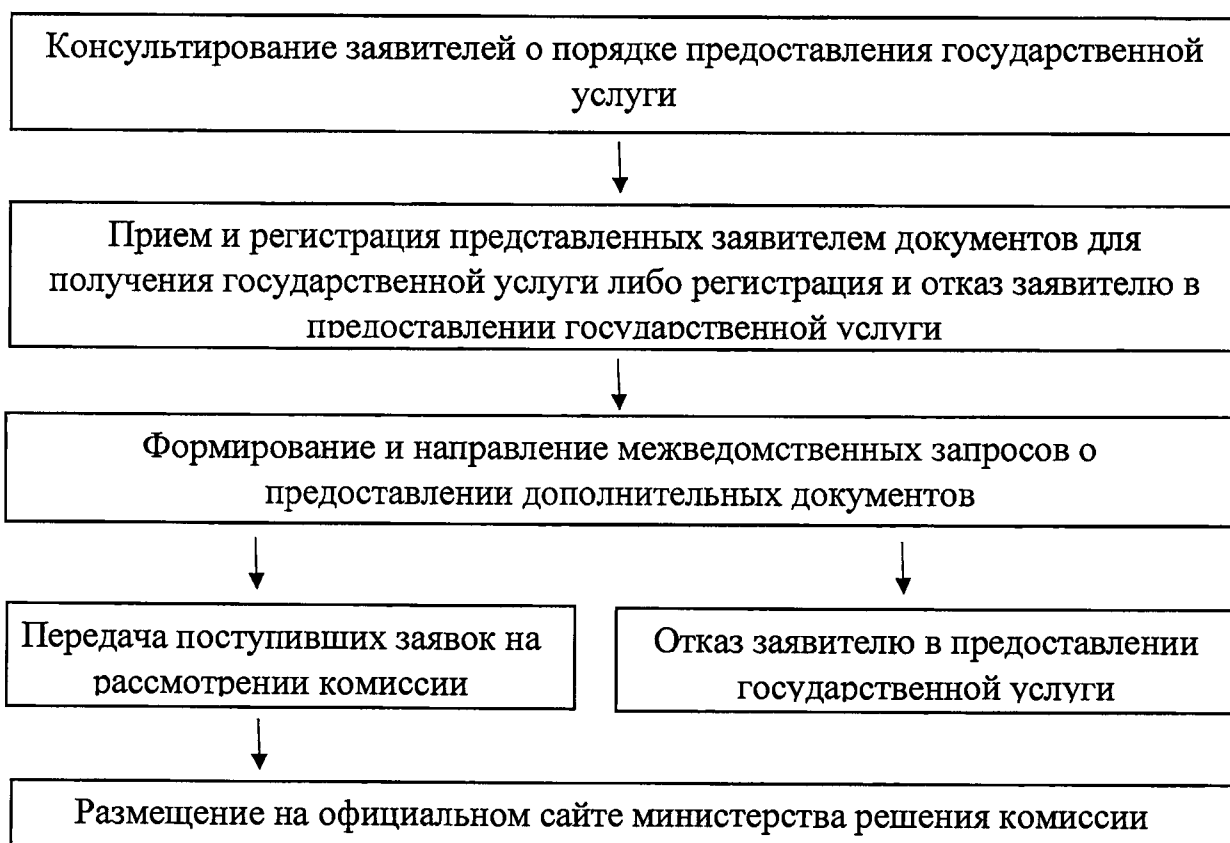 Консультирование заявителей о порядке предоставления государственной
услуги
Прием и регистрация представленных заявителем документов для
получения государственной услуги либо регистрация и отказ заявителю в
предоставлении государственной услуги
Формирование и направление межведомственных запросов о
предоставлении дополнительных документов
Передача поступивших заявок на
рассмотрении комиссии
Отказ заявителю в предоставлении
государственной услуги
Размещение на официальном сайте министерства решения комиссии